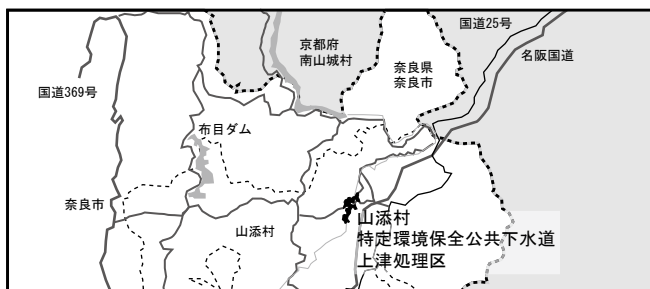 国道25号
京都府
南山城村
名阪国道
奈良県
奈良市
国道369号
布目ダム
奈良市
山添村
山添村
特定環境保全公共下水道
上津処理区